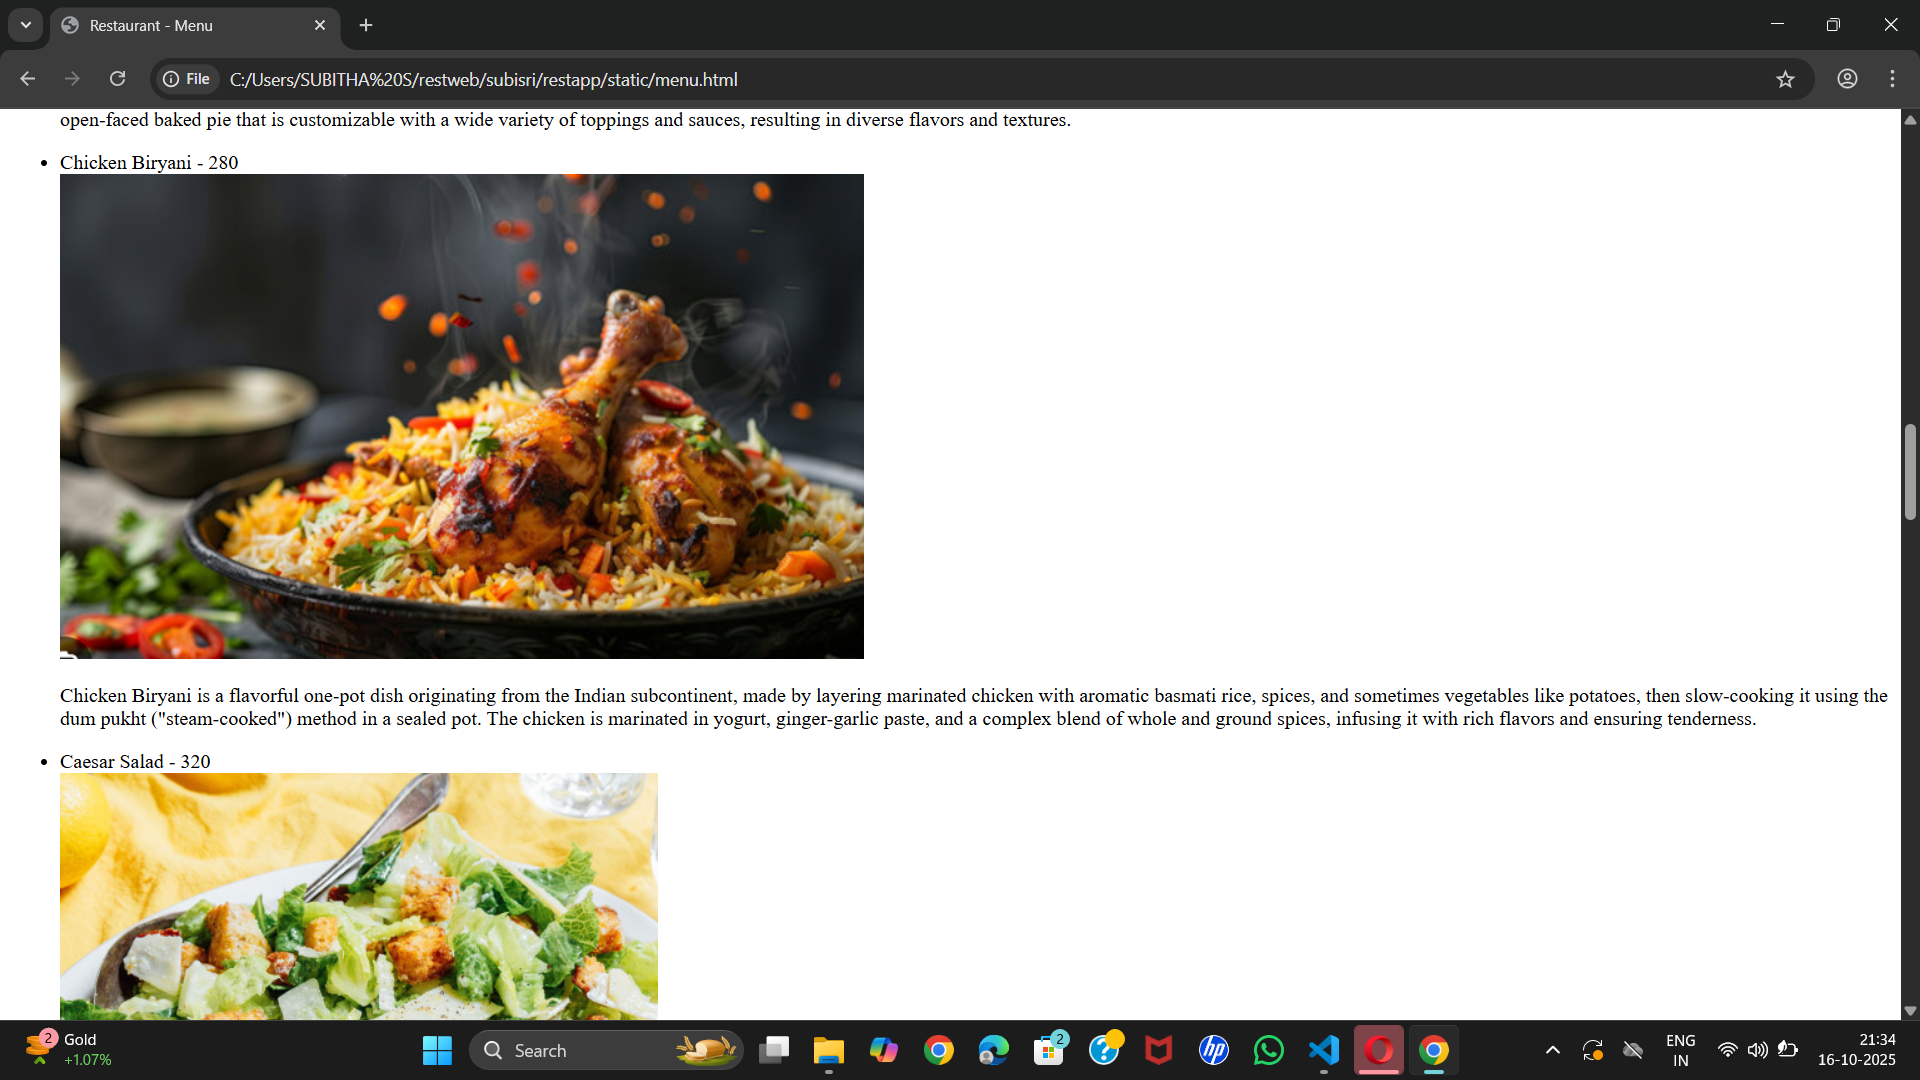 Restaurant - Menu
File
C:/Users/SUBITHA%20S/restweb/subisri/restapp/static/menu.html
open-faced baked pie that is customizable with a wide variety of toppings and sauces, resulting in diverse flavors and textures.
Chicken Biryani - 280
Chicken Biryani is a flavorful one-pot dish originating from the Indian subcontinent, made by layering marinated chicken with aromatic basmati rice, spices, and sometimes vegetables like potatoes, then slow-cooking it using the
dum pukht ("steam-cooked") method in a sealed pot. The chicken is marinated in yogurt, ginger-garlic paste, and a complex blend of whole and ground spices, infusing it with rich flavors and ensuring tenderness.
Caesar Salad - 320
2
Gold
+1.07%
Search
2
?
hp
ENG
IN
21:34
16-10-2025